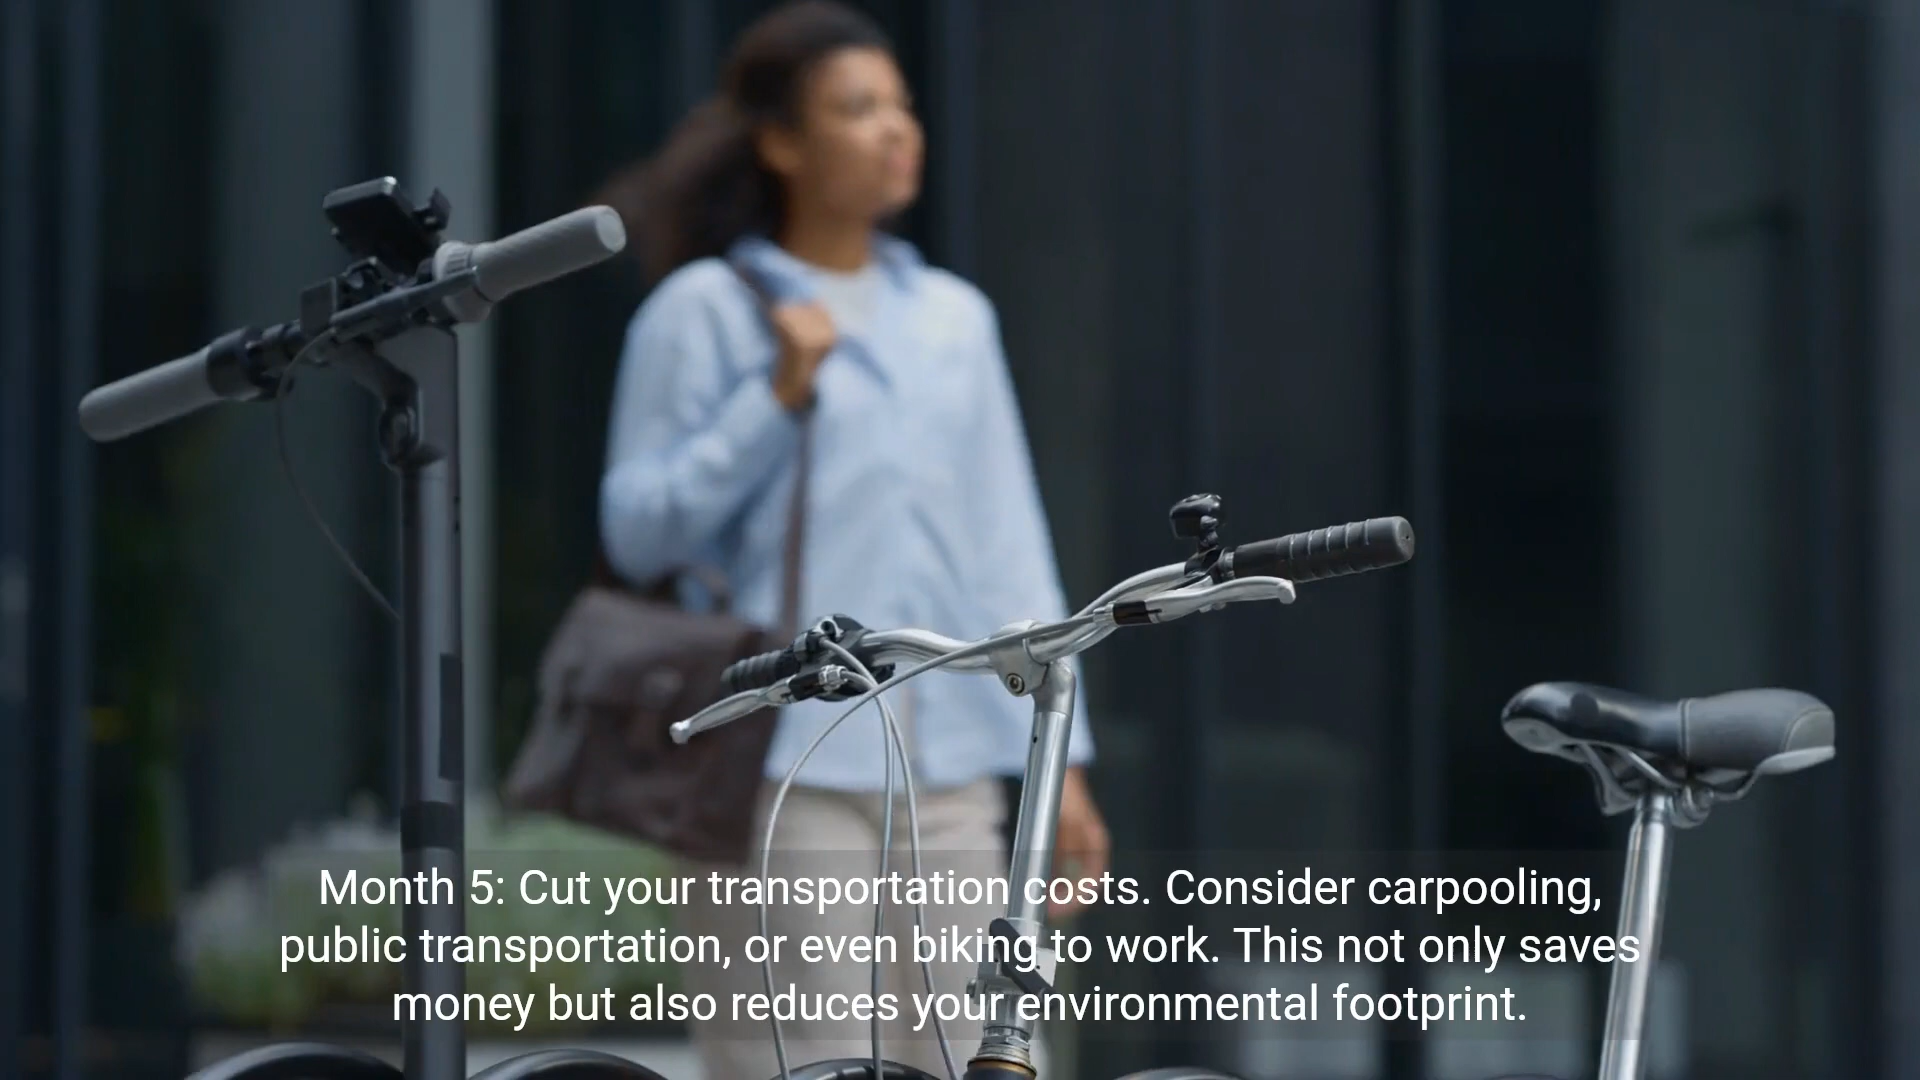 Month 5: Cut your transportation costs. Consider carpooling,
public transportation, or even biking to work. This not only saves
money but also reduces your environmental footprint.